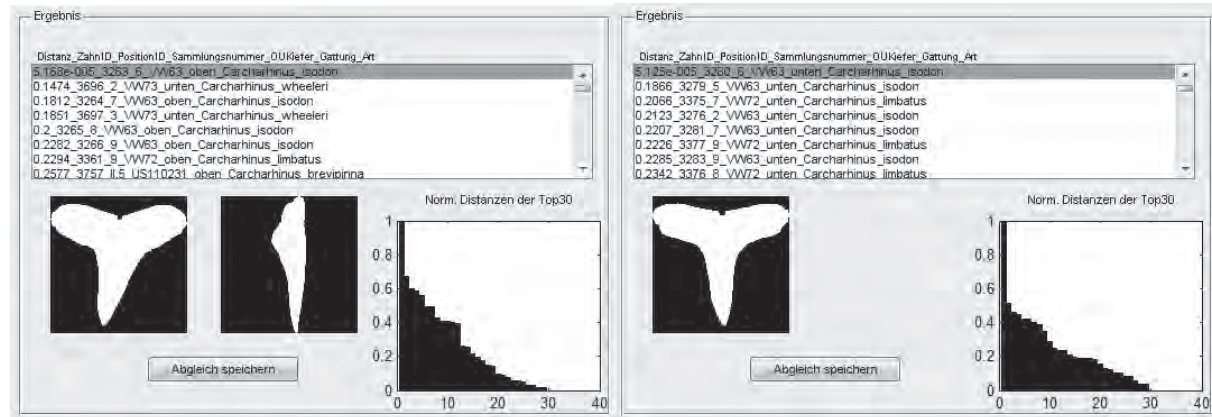 Ergebnis
Distanz_ZahnID_PositionID_Sammlungsnummer_OUKiefer_Gattung_Art
5.168e-005_3263_6_VW63_oben_Carcharhinus_isodon
0.1474_3696_2_VW73_unten_Carcharhinus_wheeleri
0.1812_3264_7_VW63_oben_Carcharhinus_isodon
0.1851_3697_3_VW73_unten_Carcharhinus_wheeleri
0.2_3265_8_VW63_oben_Carcharhinus_isodon
0.2282_3266_9_VW63_oben_Carcharhinus_isodon
0.2294_3361_9_VW72_oben_Carcharhinus_limbatus
0.2577_3757_II.5_US110231_oben_Carcharhinus_brevipinna
Norm. Distanzen der Top30
1
0.8
0.6
0.4
0.2
0
0 10 20 30 40
Abgleich speichern
Ergebnis
Distanz_ZahnID_PositionID_Sammlungsnummer_OUKiefer_Gattung_Art
5.125e-005_3280_6_VW63_unten_Carcharhinus_isodon
0.1866_3279_5_VW63_unten_Carcharhinus_isodon
0.2066_3375_7_VW72_unten_Carcharhinus_limbatus
0.2123_3276_2_VW63_unten_Carcharhinus_isodon
0.2207_3281_7_VW63_unten_Carcharhinus_isodon
0.2226_3377_9_VW72_unten_Carcharhinus_limbatus
0.2285_3283_9_VW63_unten_Carcharhinus_isodon
0.2342_3376_8_VW72_unten_Carcharhinus_limbatus
Norm. Distanzen der Top30
1
0.8
0.6
0.4
0.2
0
0 10 20 30 40
Abgleich speichern